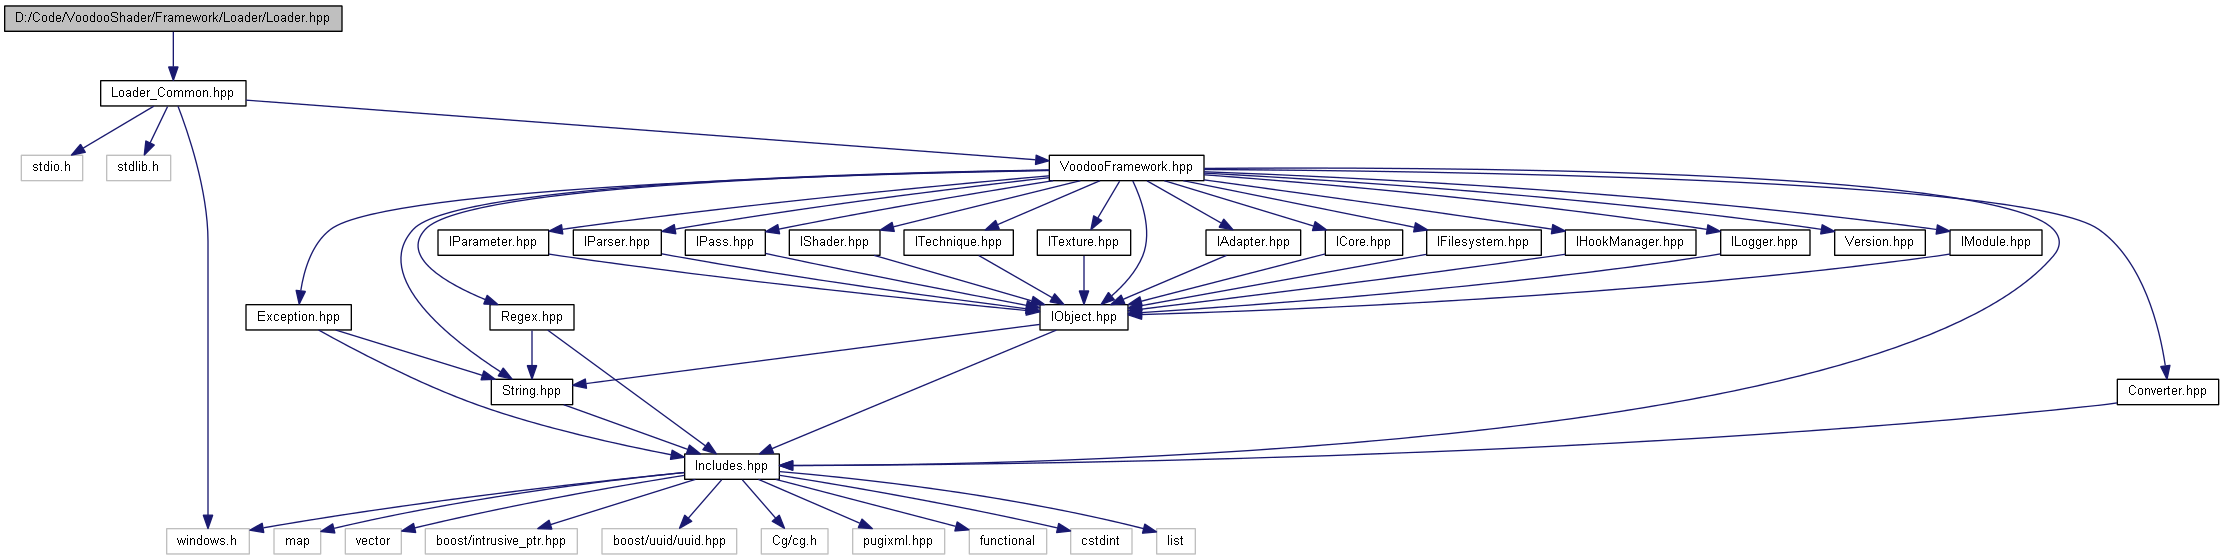 D:/Code/VoodooShader/Framework/Loader/Loader.hpp
Loader_Common.hpp
stdio.h
stdlib.h
VoodooFramework.hpp
IParameter.hpp
IParser.hpp
IPass.hpp
IShader.hpp
ITechnique.hpp
ITexture.hpp
IAdapter.hpp
ICore.hpp
IFilesystem.hpp
IHookManager.hpp
ILogger.hpp
Version.hpp
IModule.hpp
Exception.hpp
Regex.hpp
IObject.hpp
String.hpp
Converter.hpp
Includes.hpp
windows.h
map
vector
boost/intrusive_ptr.hpp
boost/uuid/uuid.hpp
Cg/cg.h
pugixml.hpp
functional
cstdint
list